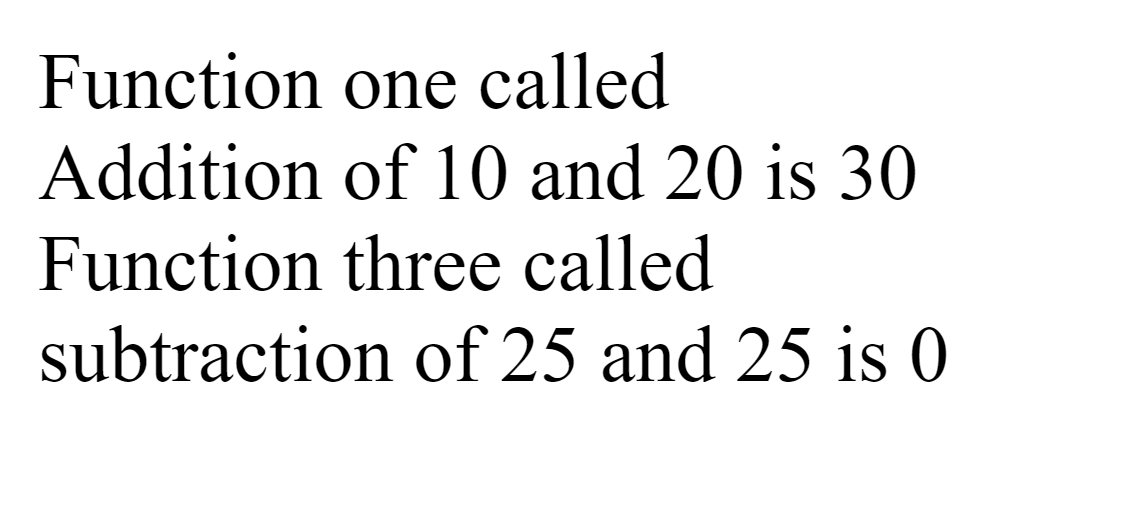 Function one called
Addition of 10 and 20 is 30
Function three called
subtraction of 25 and 25 is 0